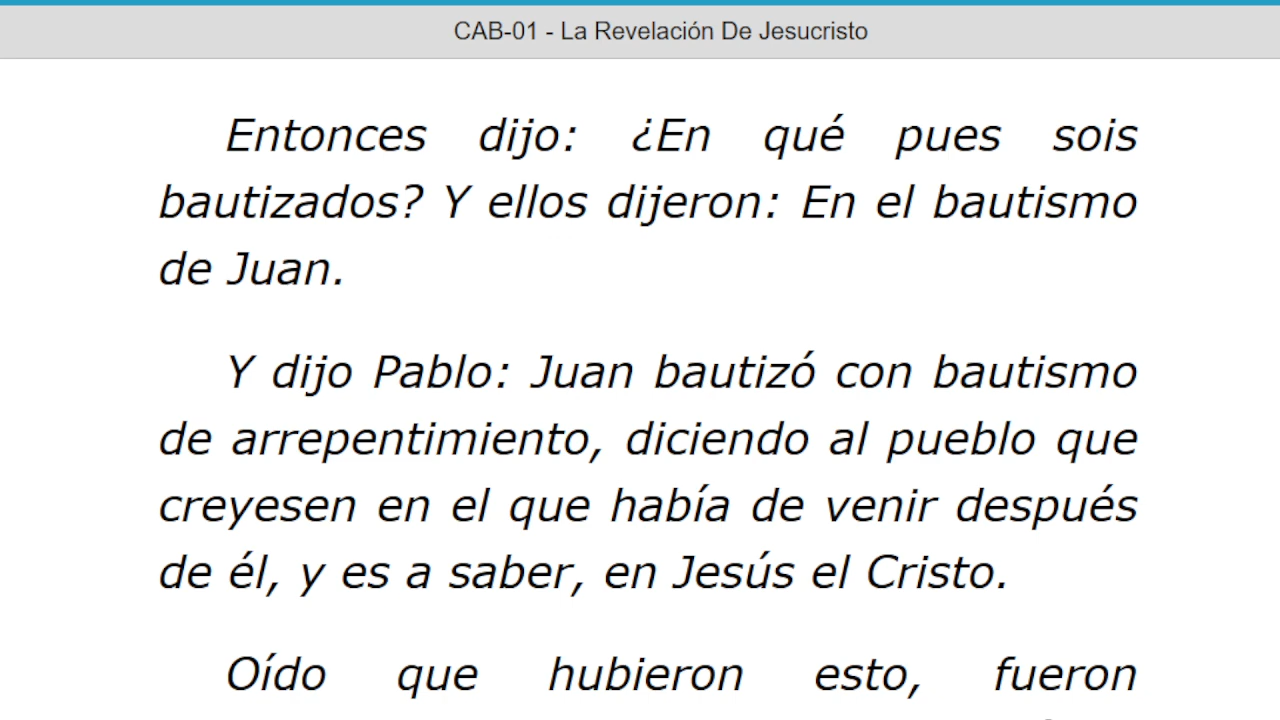 CAB-01 - La Revelación De Jesucristo
Entonces dijo: ¿En qué pues sois
bautizados? Y ellos dijeron: En el bautismo
de Juan.
Y dijo Pablo: Juan bautizó con bautismo
de arrepentimiento, diciendo al pueblo que
creyesen en el que había de venir después
de él, y es a saber, en Jesús el Cristo.
Oído que hubieron esto, fueron